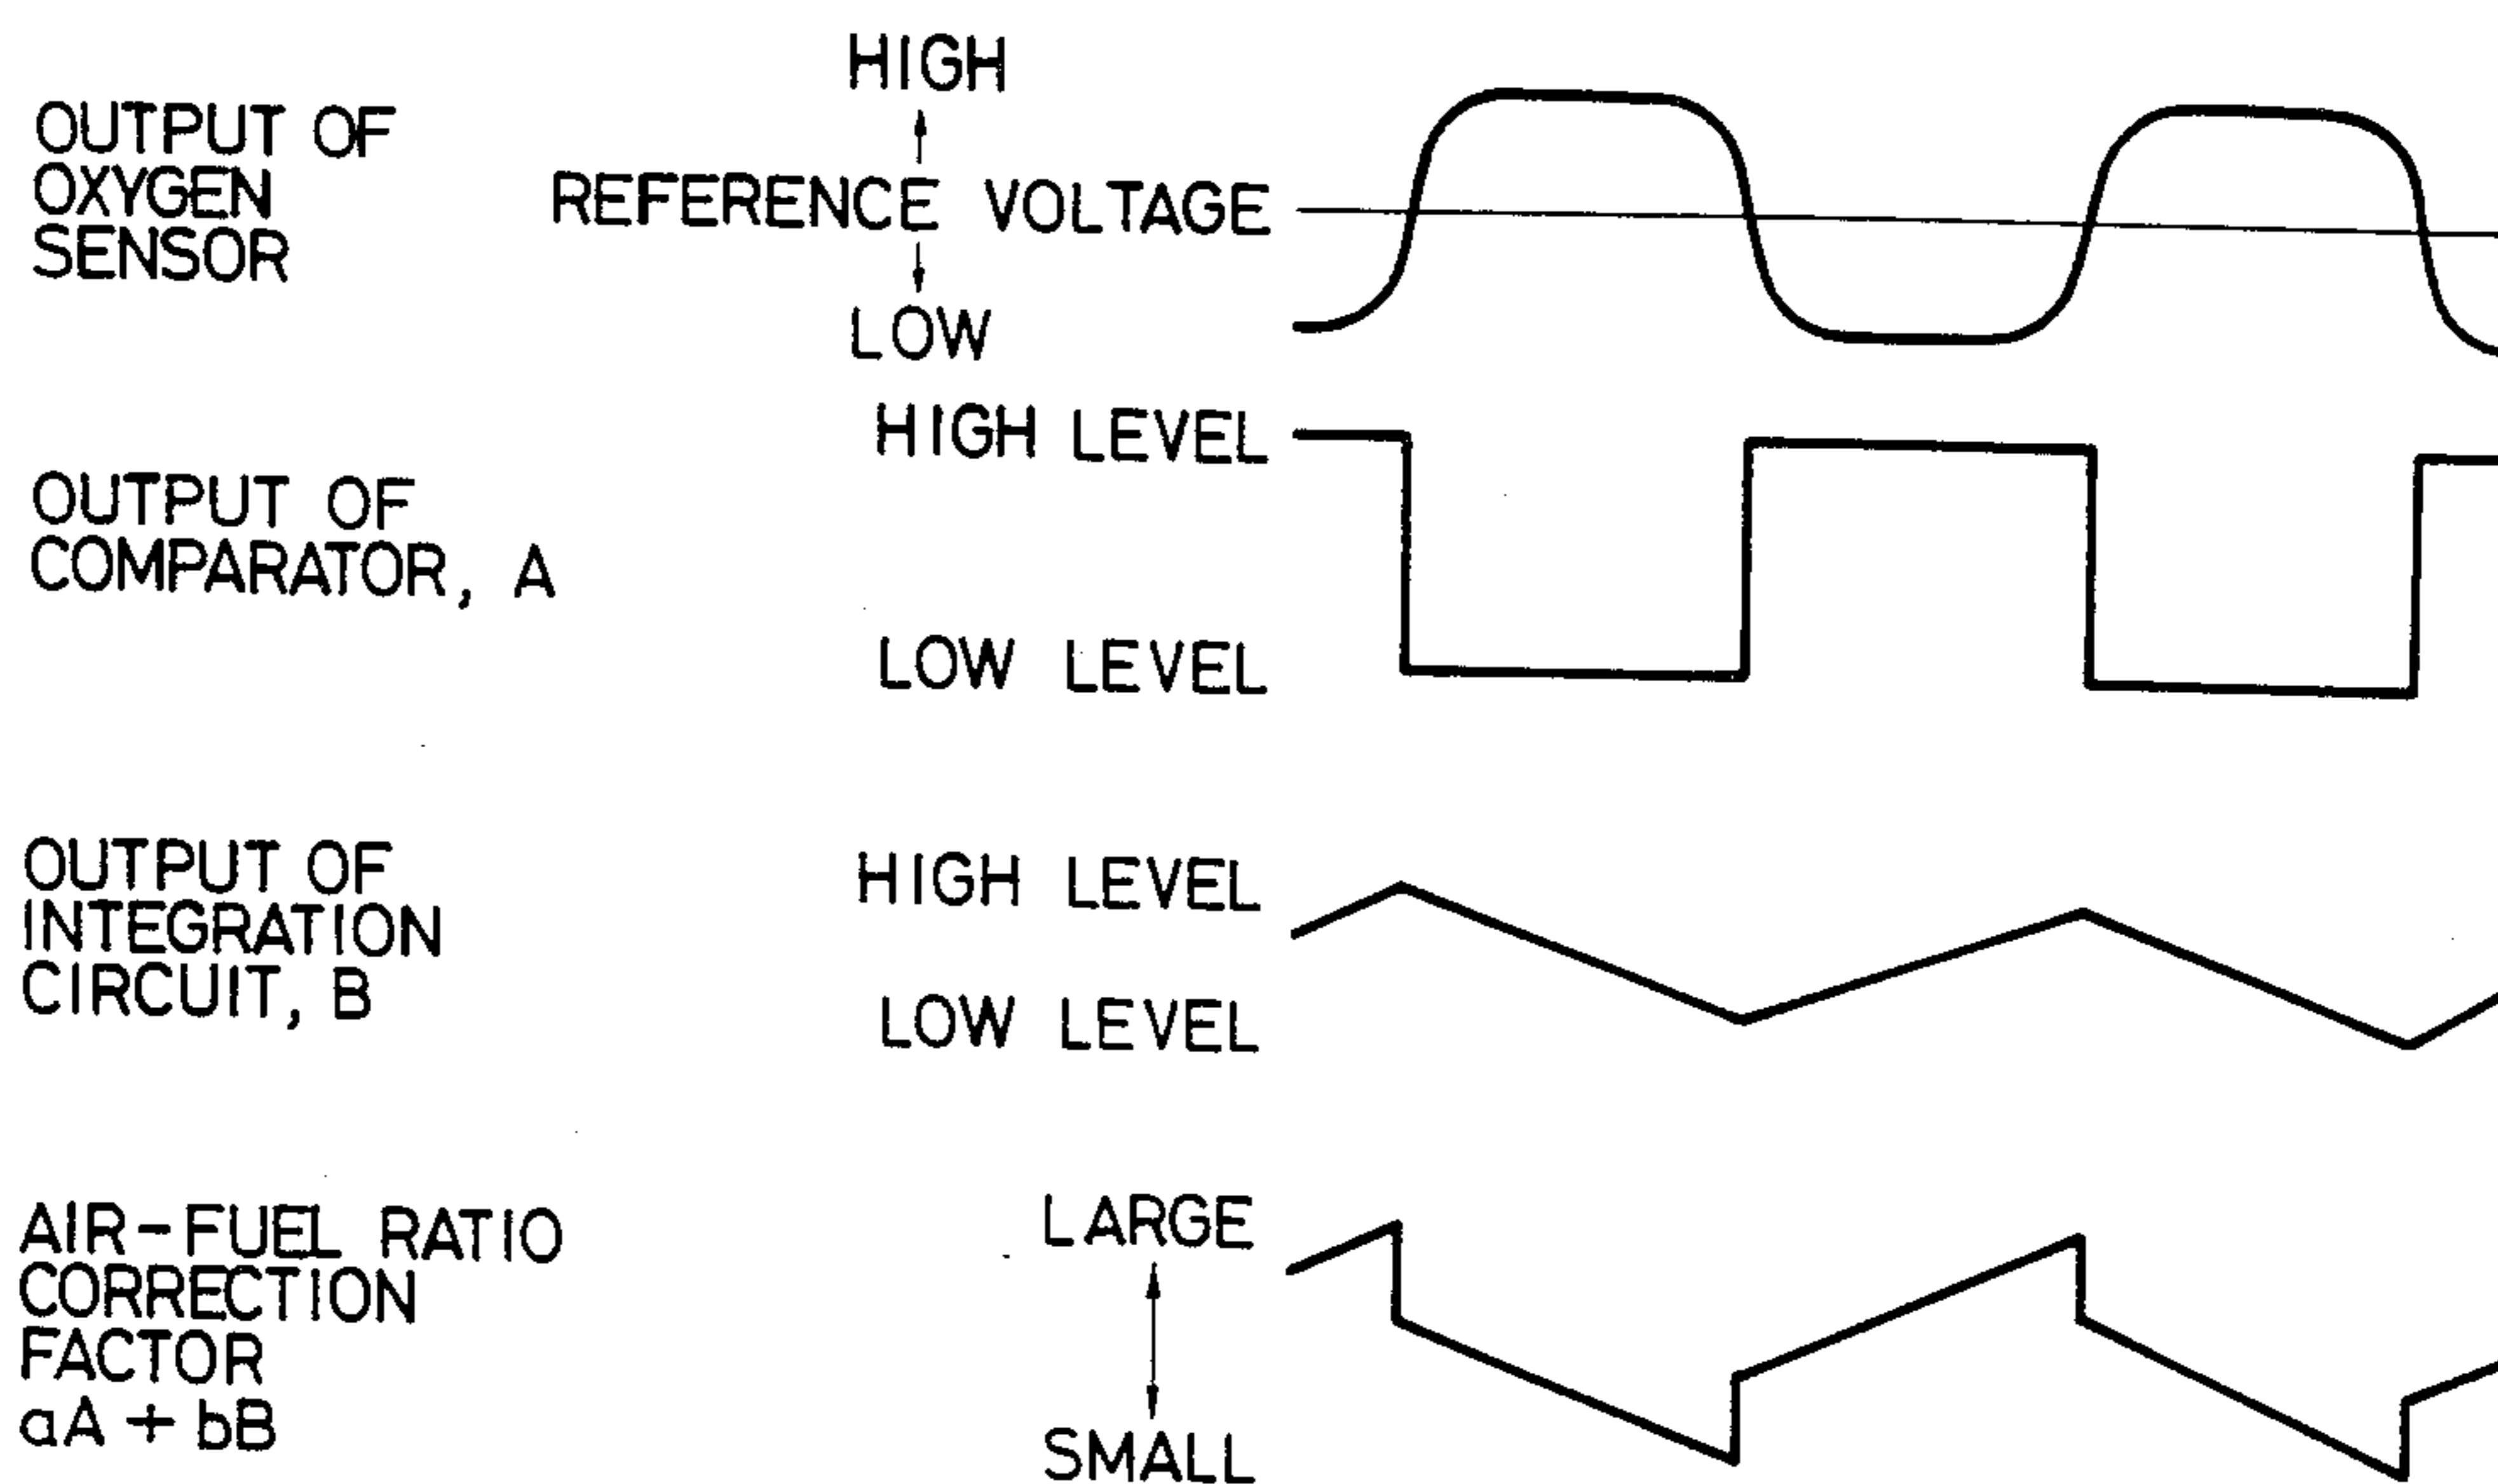 HIGH
OUTPUT OF
OXYGEN
SENSOR
REFERENCE VOLTAGE
LOW
HIGH LEVEL
OUTPUT OF
COMPARATOR, A
LOW LEVEL
OUTPUT OF
INTEGRATION
CIRCUIT, B
HIGH LEVEL
LOW LEVEL
AIR-FUEL RATIO
CORRECTION
FACTOR
aA + bB
LARGE
SMALL